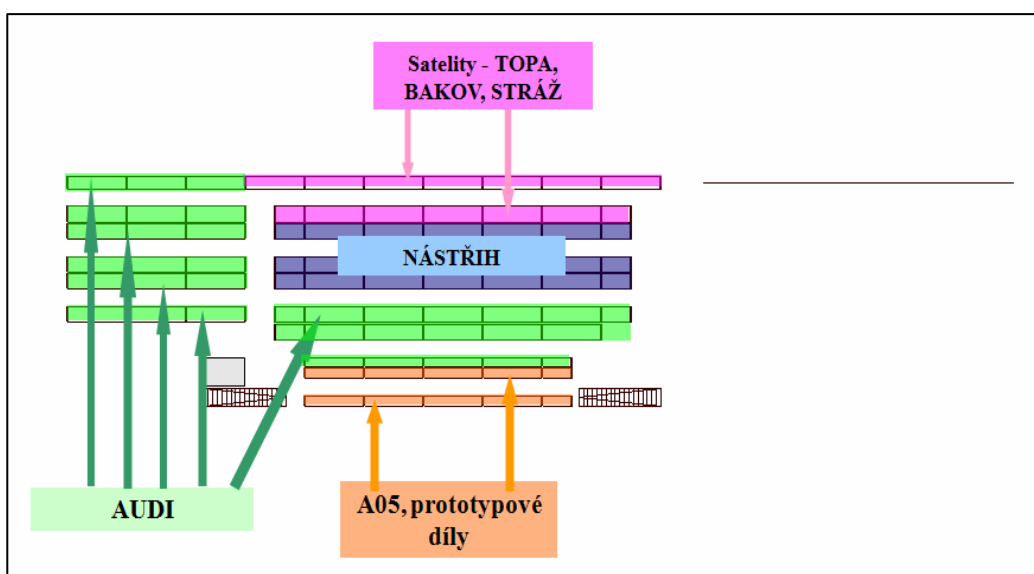 Satelity - TOPA,
BAKOV, STRÁŽ
NÁSTŘIH
AUDI
A05, prototypové
díly